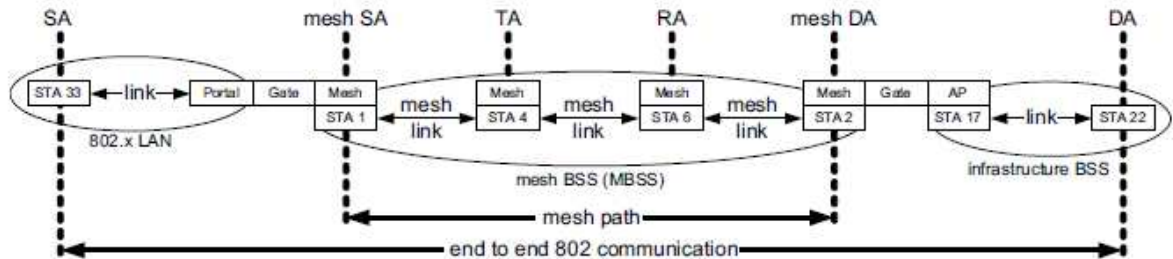 SA mesh SA TA RA mesh DA DA
Portal Gate Mesh Mesh Mesh Mesh Gate AP
STA 33 link STA 1 mesh link STA 4 mesh link STA 6 mesh link STA 2 STA 17 link STA 22
802.x LAN
mesh BSS (MBSS)
infrastructure BSS
mesh path
end to end 802 communication